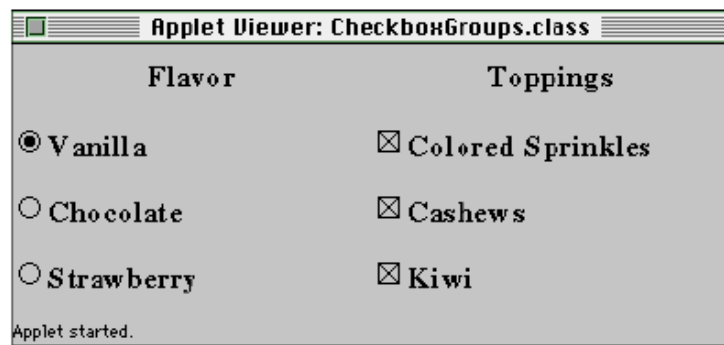 Applet Viewer: CheckboxGroups.class
Flavor Toppings
Vanilla Colored Sprinkles
Chocolate Cashews
Strawberry Kiwi
Applet started.